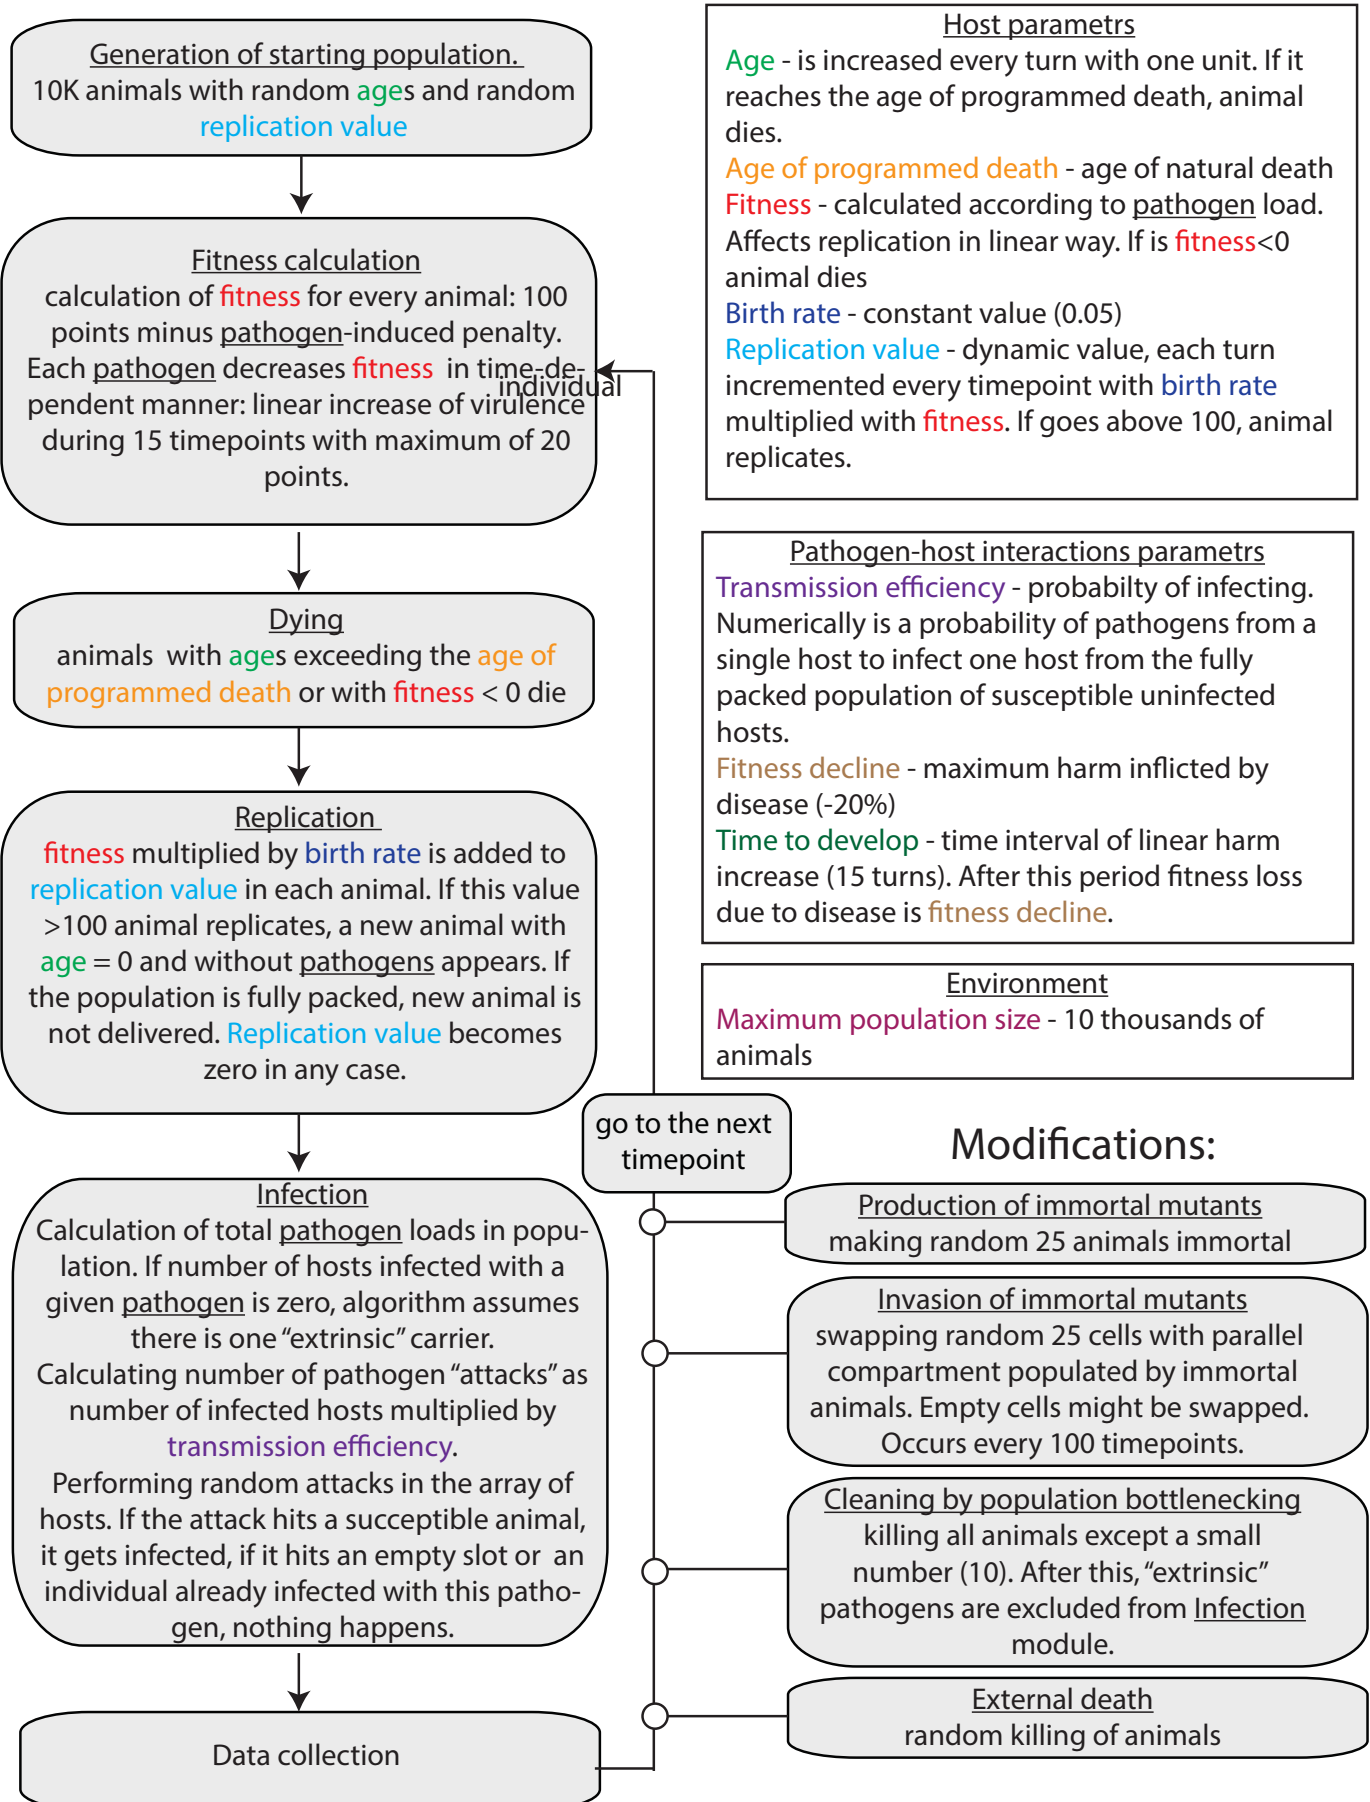 Generation of starting population.
10K animals with random ages and random
replication value
Fitness calculation
calculation of fitness for every animal: 100
points minus pathogen-induced penalty.
Each pathogen decreases fitness in time-de-
individual
pendent manner: linear increase of virulence
during 15 timepoints with maximum of 20
points.
Dying
animals with ages exceeding the age of
programmed death or with fitness < 0 die
Replication
fitness multiplied by birth rate is added to
replication value in each animal. If this value
>100 animal replicates, a new animal with
age = 0 and without pathogens appears. If
the population is fully packed, new animal is
not delivered. Replication value becomes
zero in any case.
Infection
Calculation of total pathogen loads in popu-
lation. If number of hosts infected with a
given pathogen is zero, algorithm assumes
there is one “extrinsic” carrier.
Calculating number of pathogen “attacks” as
number of infected hosts multiplied by
transmission efficiency.
Performing random attacks in the array of
hosts. If the attack hits a succeptible animal,
it gets infected, if it hits an empty slot or an
individual already infected with this patho-
gen, nothing happens.
Data collection
go to the next
timepoint
Host parametrs
Age - is increased every turn with one unit. If it
reaches the age of programmed death, animal
dies.
Age of programmed death - age of natural death
Fitness - calculated according to pathogen load.
Affects replication in linear way. If is fitness<0
animal dies
Birth rate - constant value (0.05)
Replication value - dynamic value, each turn
incremented every timepoint with birth rate
multiplied with fitness. If goes above 100, animal
replicates.
Pathogen-host interactions parametrs
Transmission efficiency - probabilty of infecting.
Numerically is a probability of pathogens from a
single host to infect one host from the fully
packed population of susceptible uninfected
hosts.
Fitness decline - maximum harm inflicted by
disease (-20%)
Time to develop - time interval of linear harm
increase (15 turns). After this period fitness loss
due to disease is fitness decline.
Environment
Maximum population size - 10 thousands of
animals
Modifications:
Production of immortal mutants
making random 25 animals immortal
Invasion of immortal mutants
swapping random 25 cells with parallel
compartment populated by immortal
animals. Empty cells might be swapped.
Occurs every 100 timepoints.
Cleaning by population bottlenecking
killing all animals except a small
number (10). After this, “extrinsic”
pathogens are excluded from Infection
module.
External death
random killing of animals